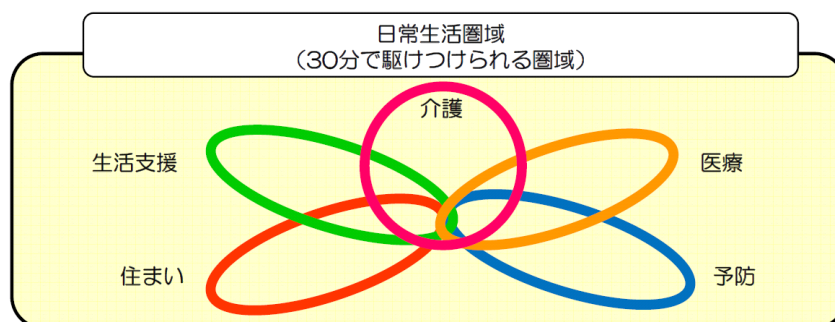 日常生活圏域
（30分で駆けつけられる圏域）
介護
生活支援
医療
住まい
予防